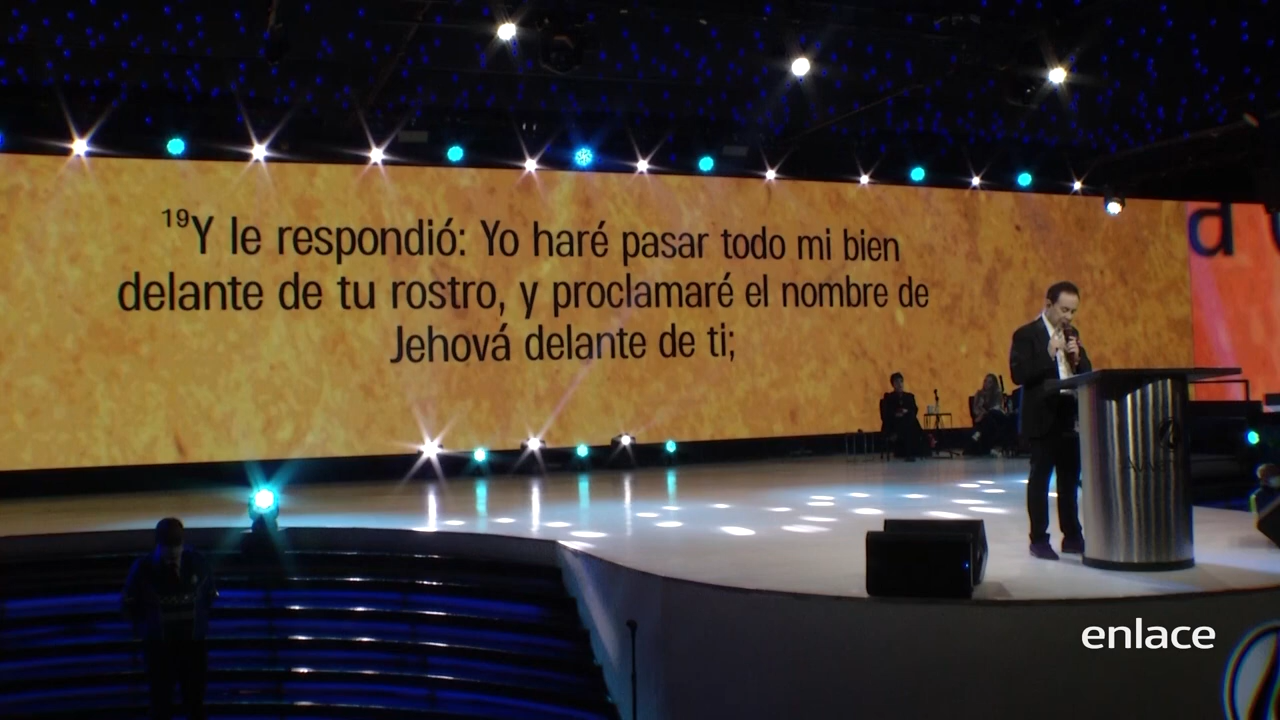 19Y le respondió: Yo haré pasar todo mi bien
delante de tu rostro, y proclamaré el nombre de
Jehová delante de ti;
d
enlace